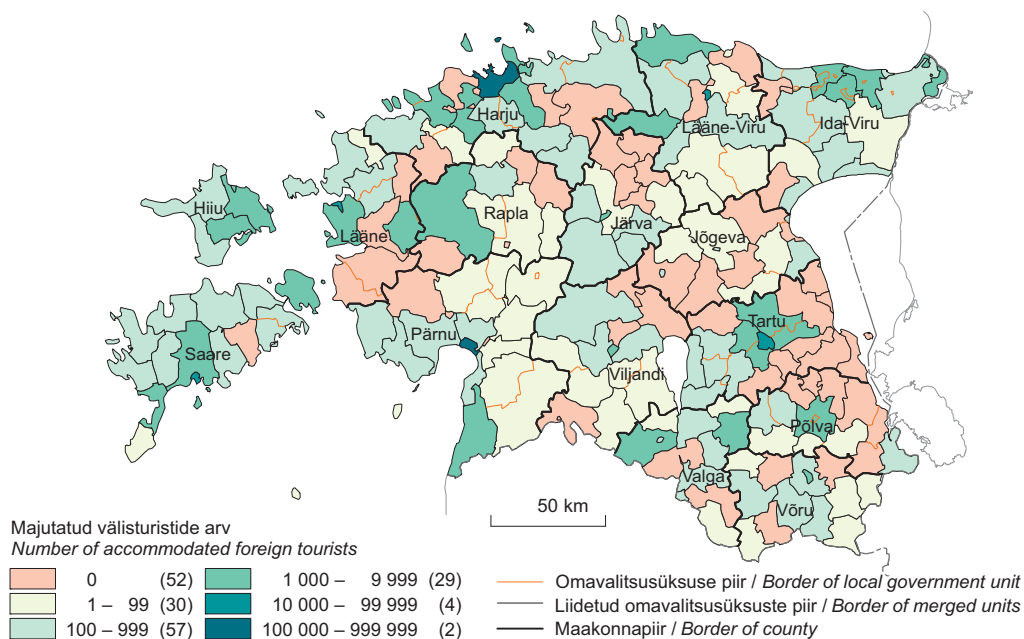 Harju
Lääne-Viru
Ida-Viru
Hiiu
Lääne
Rapla
Järva
Jõgeva
Saare
Pärnu
Viljandi
Tartu
Põlva
Valga
Võru
50 km
Majutatud välisturistide arv
Number of accommodated foreign tourists
0 (52)
1 – 99 (30)
100 – 999 (57)
1 000 – 9 999 (29)
10 000 – 99 999 (4)
100 000 – 999 999 (2)
Omavalitsusüksuse piir / Border of local government unit
Liidetud omavalitsusüksuste piir / Border of merged units
Maakonnapiir / Border of county